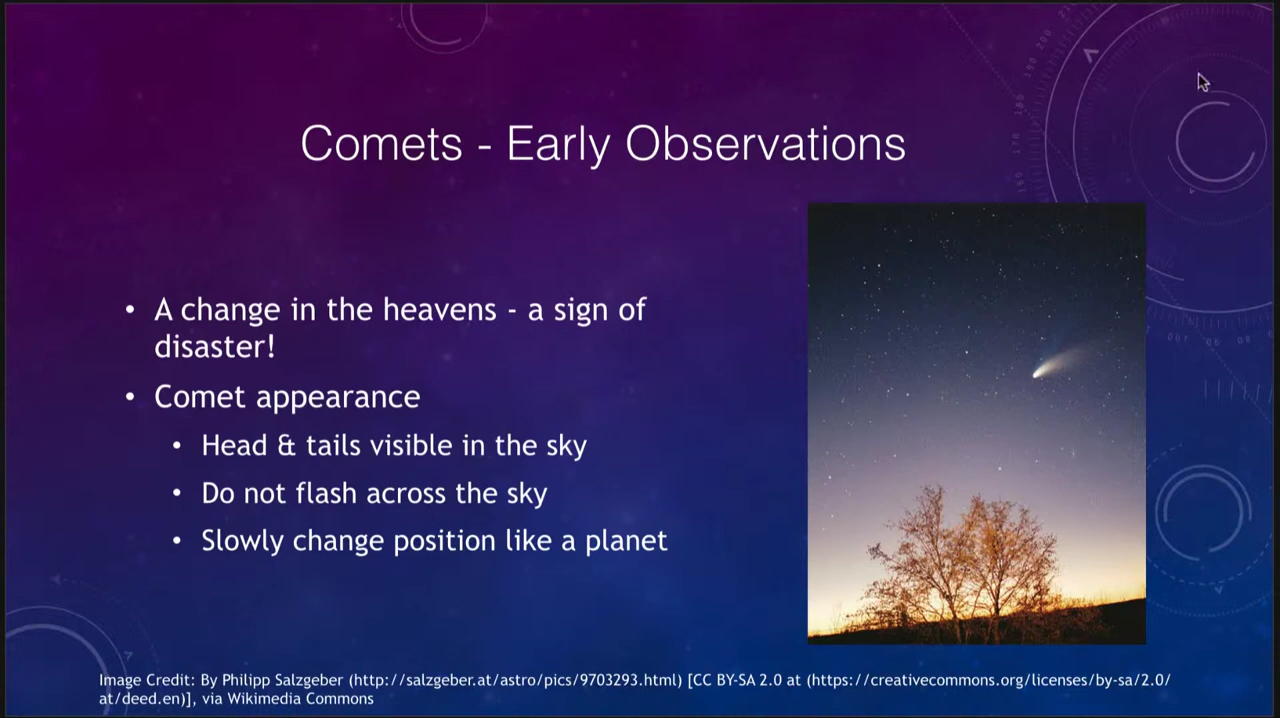 Comets - Early Observations
• A change in the heavens - a sign of
disaster!
• Comet appearance
• Head & tails visible in the sky
• Do not flash across the sky
• Slowly change position like a planet
Image Credit: By Philipp Salzgeber (http://salzgeber.at/astro/pics/9703293.html) [CC BY-SA 2.0 at (https://creativecommons.org/licenses/by-sa/2.0/
at/deed.en)], via Wikimedia Commons